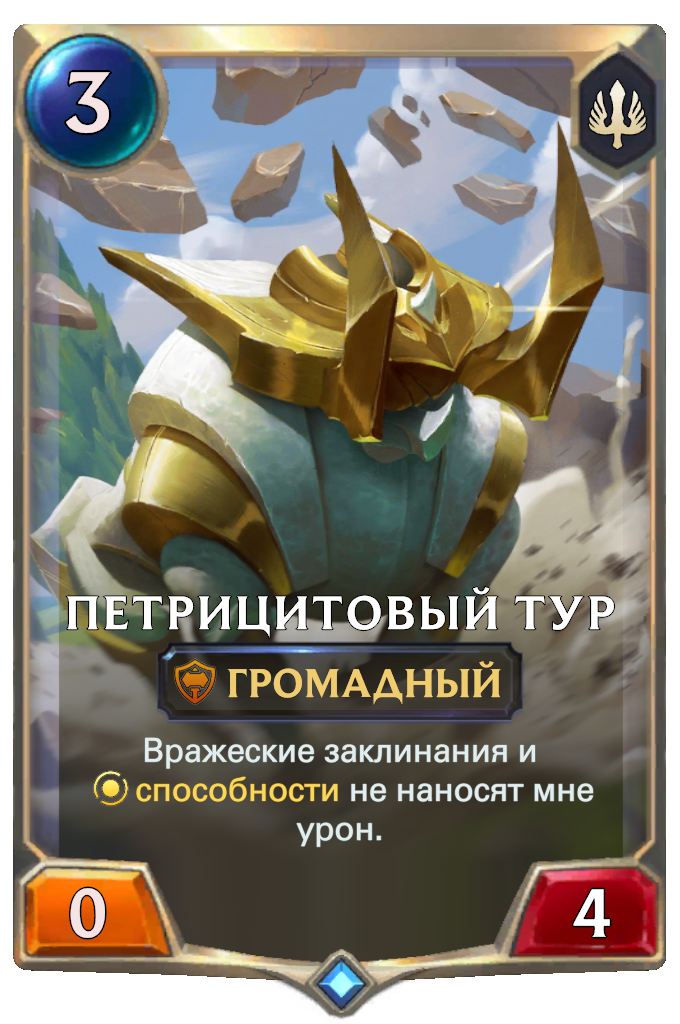 3
ПЕТРИЦИТОВЫЙ ТУР
ГРОМАДНЫЙ
Вражеские заклинания и
способности не наносят мне
урон.
0
4